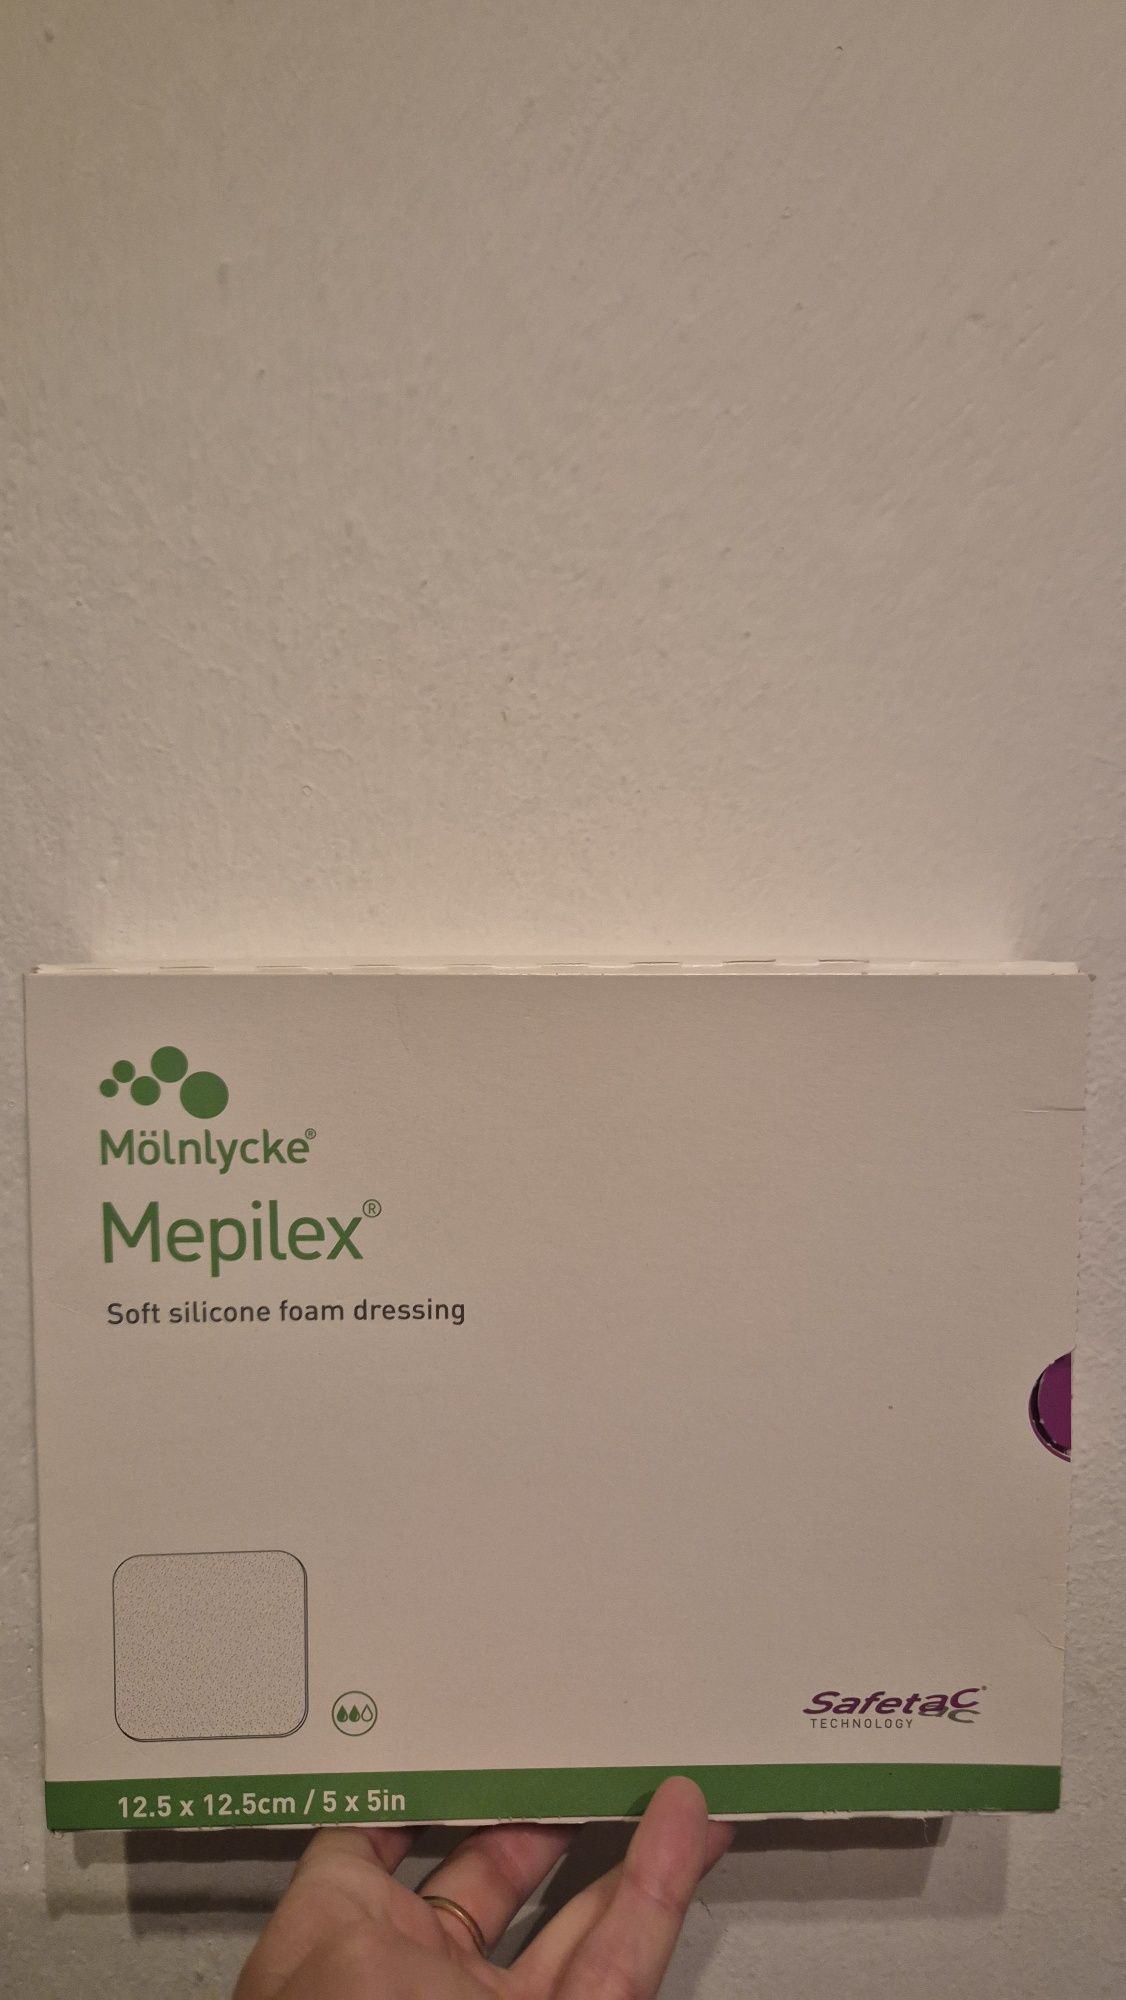 Mölnlycke®
Mepilex®
Soft silicone foam dressing
Safetac®
TECHNOLOGY
12.5 x 12.5cm / 5 x 5in